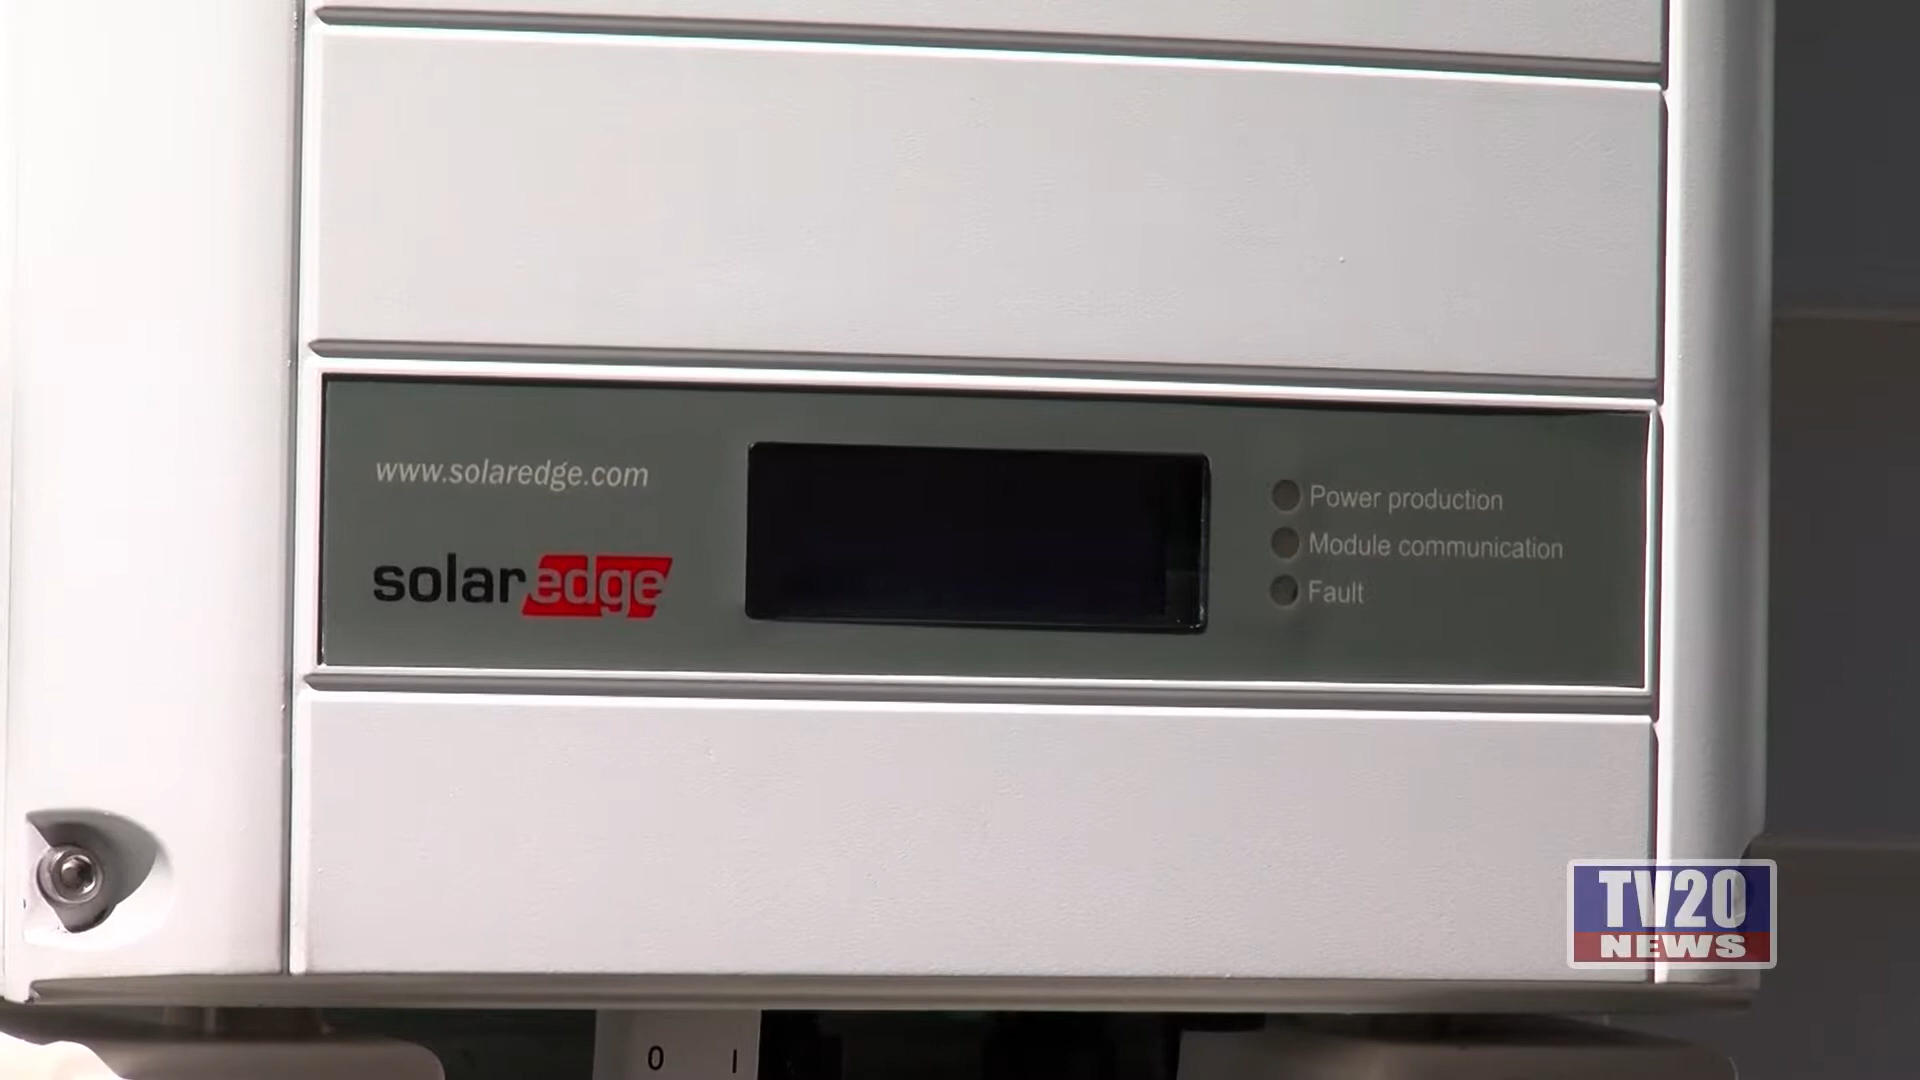 www.solaredge.com
solaredge
Power production
Module communication
Fault
TV20
NEWS
0 I